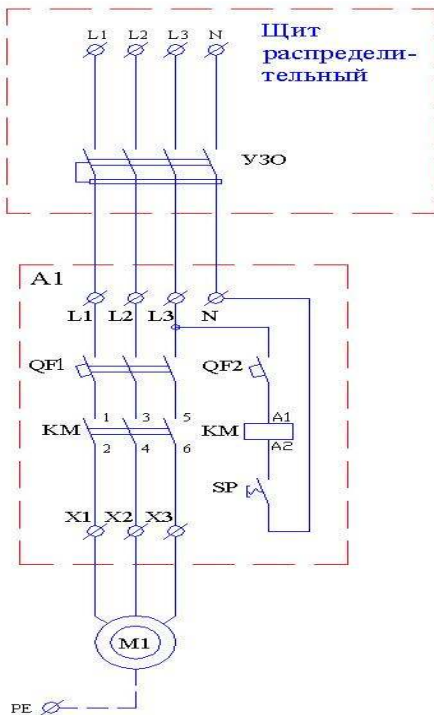 L1 L2 L3 N
Щит
распредели-
тельный
УЗО
A1
L1 L2 L3 N
QF1 QF2
KM 1 3 5 KM A1
2 4 6 A2
SP
X1 X2 X3
M1
PE